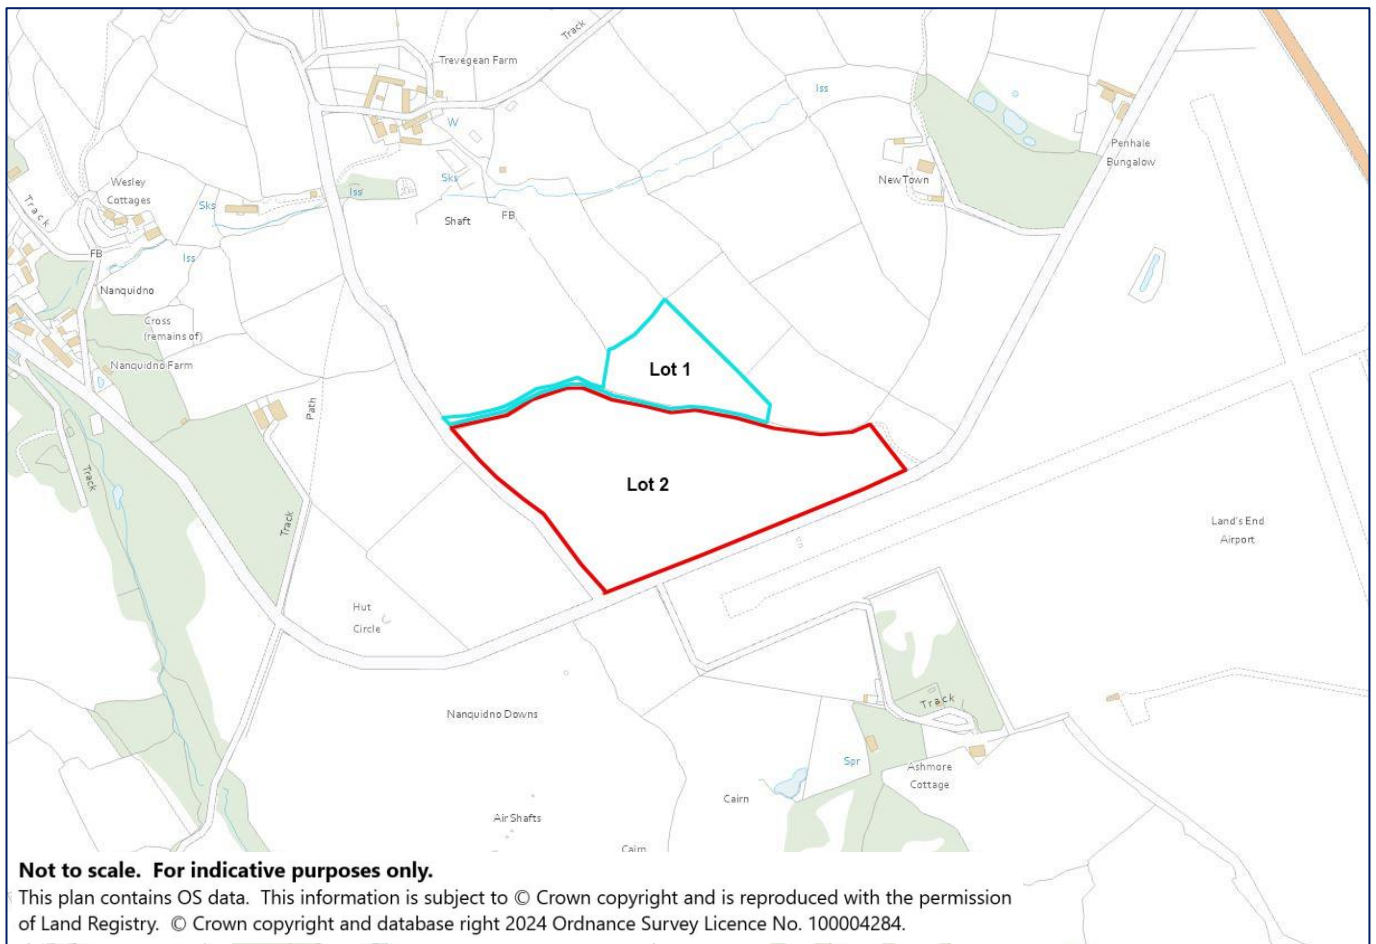 Track
Trevegean Farm
Iss
W
Penhale
Bungalow
Wesley
Cottages
Sks
Iss
New Town
Track
Sks
Shaft
FB
FB
Iss
Nanquidno
Cross
(remains of)
Nanquidno Farm
Lot 1
Path
Track
Lot 2
Track
Land's End
Airport
Hut
Circle
Nanquidno Downs
Track
Spr
Ashmore
Cottage
Cairn
Air Shafts
Cairn
Not to scale. For indicative purposes only.
This plan contains OS data. This information is subject to © Crown copyright and is reproduced with the permission
of Land Registry. © Crown copyright and database right 2024 Ordnance Survey Licence No. 100004284.